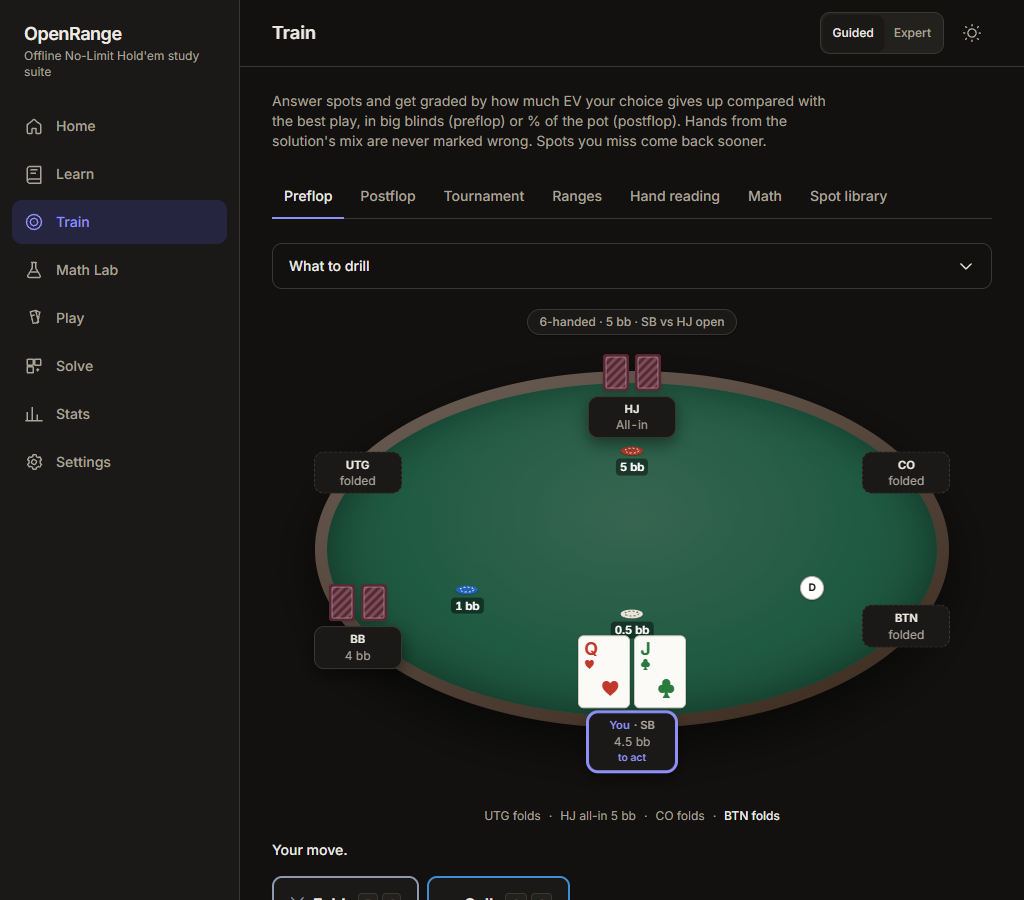 OpenRange
Offline No-Limit Hold'em study
suite
Home
Learn
Train
Math Lab
Play
Solve
Stats
Settings
Train
Guided
Expert
Answer spots and get graded by how much EV your choice gives up compared with
the best play, in big blinds (preflop) or % of the pot (postflop). Hands from the
solution's mix are never marked wrong. Spots you miss come back sooner.
Preflop
Postflop
Tournament
Ranges
Hand reading
Math
Spot library
What to drill
6-handed · 5 bb · SB vs HJ open
HJ
All-in
5 bb
UTG
folded
CO
folded
1 bb
D
BB
4 bb
0.5 bb
BTN
folded
Q
J
You · SB
4.5 bb
to act
UTG folds · HJ all-in 5 bb · CO folds · BTN folds
Your move.